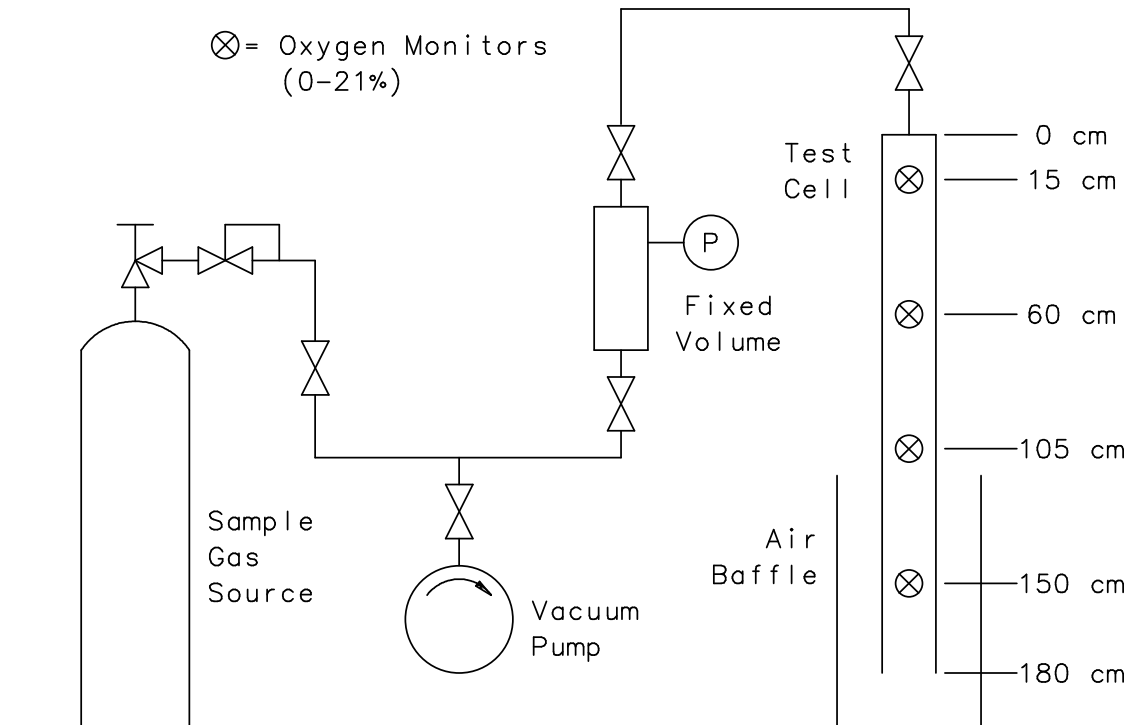 = Oxygen Monitors
(0-21%)
Test
Cell
0 cm
15 cm
P
Fixed
Volume
60 cm
105 cm
Sample
Gas
Source
Air
Baffle
150 cm
Vacuum
Pump
180 cm